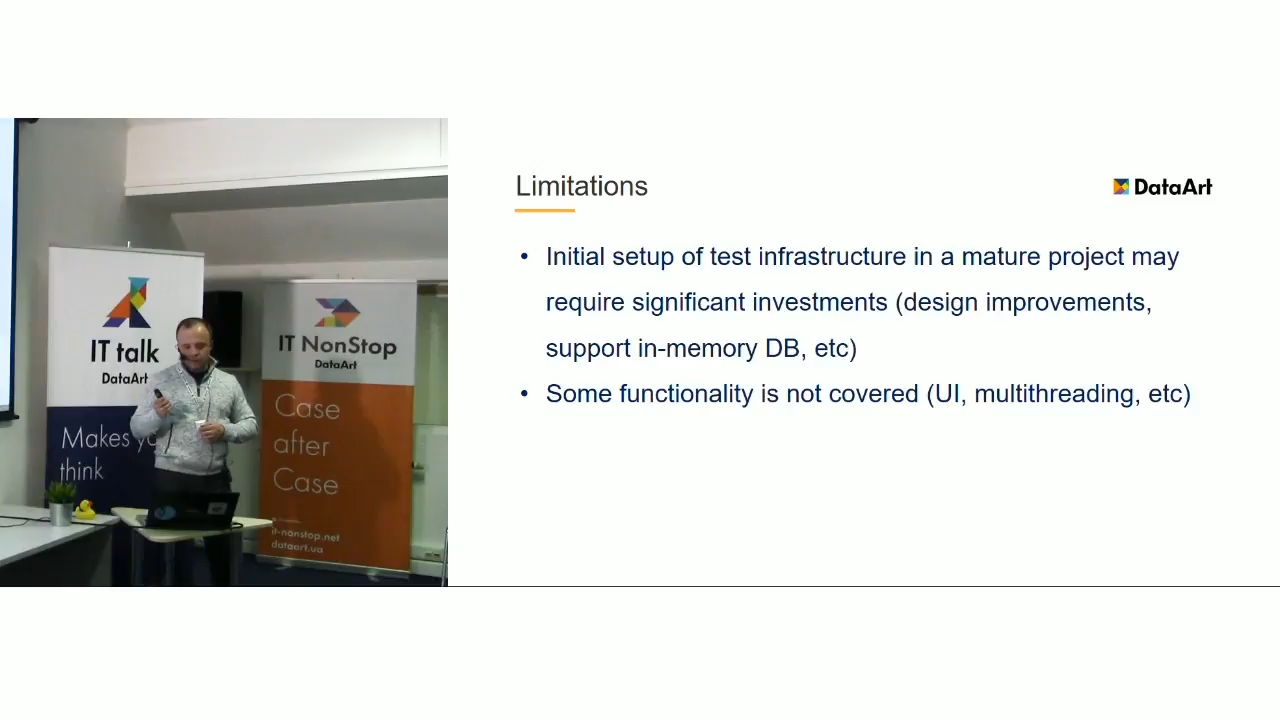 Limitations
DataArt
• Initial setup of test infrastructure in a mature project may
require significant investments (design improvements,
support in-memory DB, etc)
• Some functionality is not covered (UI, multithreading, etc)
IT talk
DataArt
Makes
think
IT NonStop
DataArt
Case
after
Case
it-nonstop.net
dataart.ua